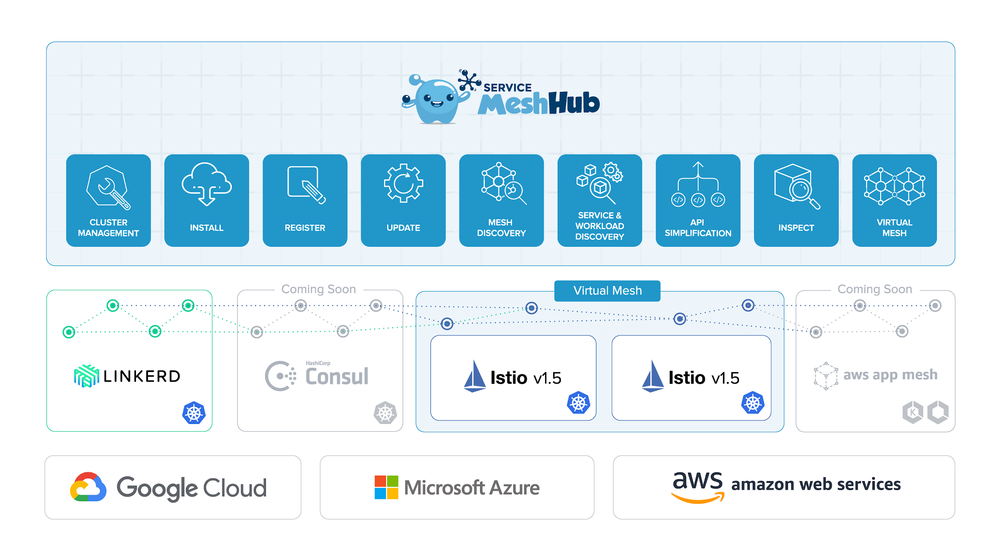 SERVICE
MeshHub
CLUSTER
MANAGEMENT
INSTALL
REGISTER
UPDATE
MESH
DISCOVERY
SERVICE &
WORKLOAD
DISCOVERY
</>
</>
</>
API
SIMPLIFICATION
INSPECT
VIRTUAL
MESH
LINKERD
Coming Soon
HashiCorp
Consul
Virtual Mesh
Istio v1.5
Istio v1.5
Coming Soon
aws app mesh
K
Google Cloud
Microsoft Azure
aws
amazon web services